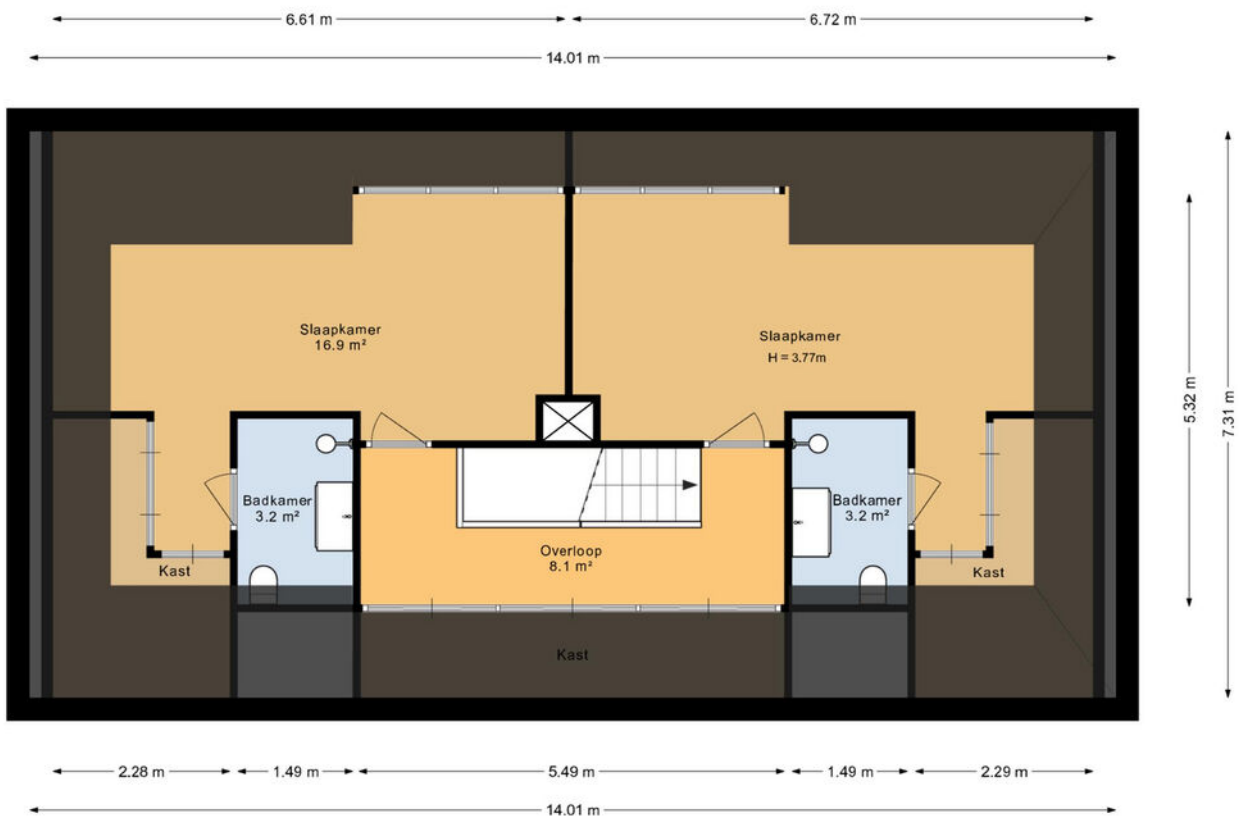 6.61 m
6.72 m
14.01 m
Slaapkamer
16.9 m²
Slaapkamer
H = 3.77m
5.32 m
7.31 m
Badkamer
3.2 m²
Badkamer
3.2 m²
Overloop
8.1 m²
Kast
Kast
Kast
2.28 m
1.49 m
5.49 m
1.49 m
2.29 m
14.01 m